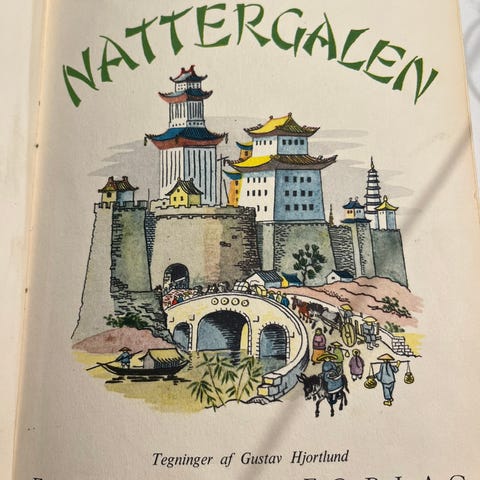 NATTERGALEN
Tegninger af Gustav Hjortlund